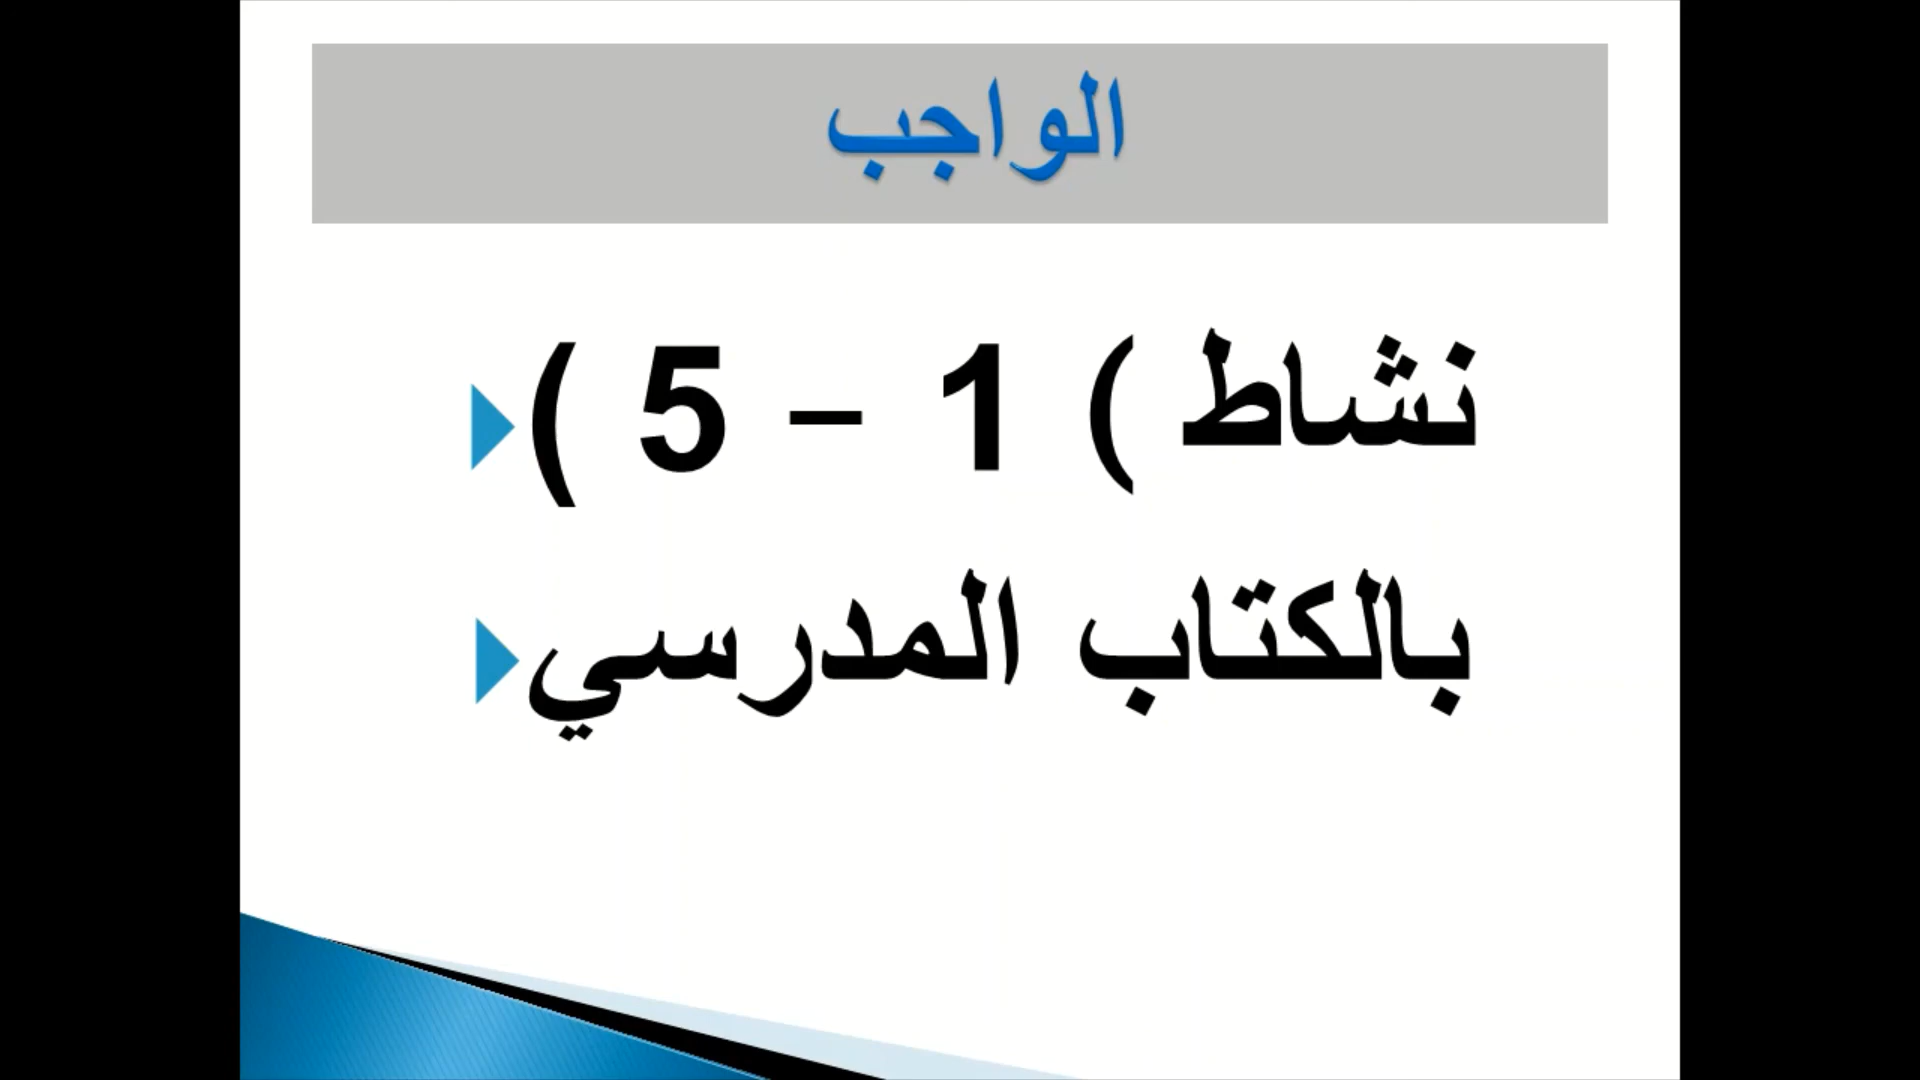 الواجب
نشاط ( 1 – 5 )
بالكتاب المدرسي